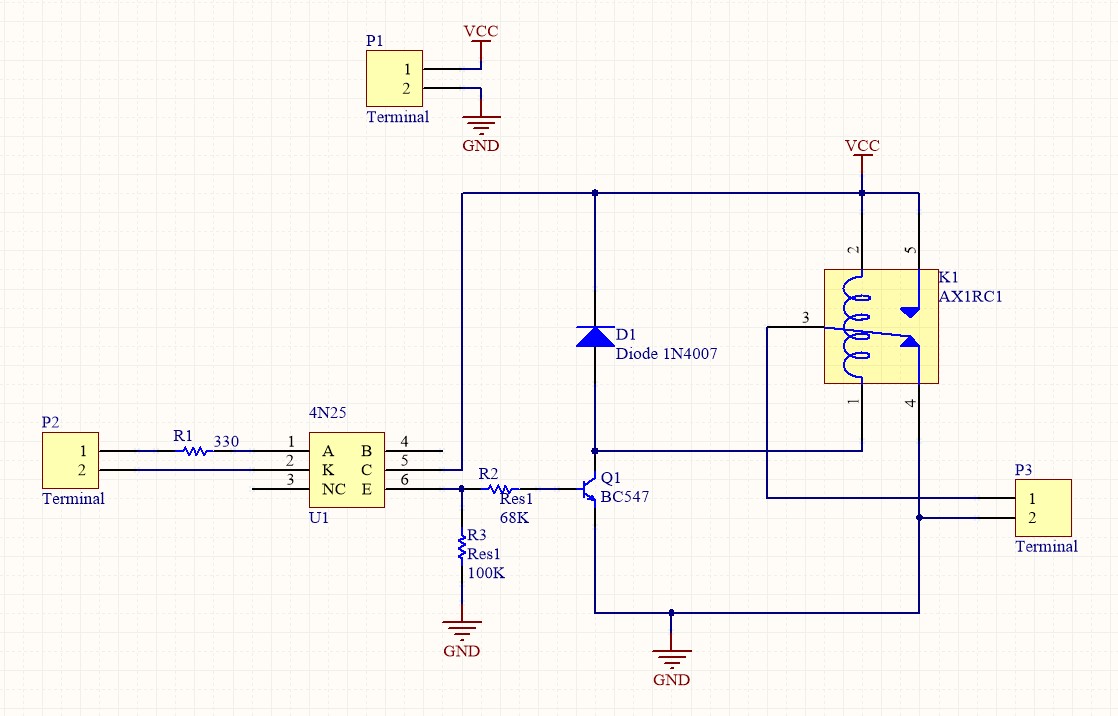 P1
VCC
1
2
Terminal
GND
VCC
2
5
K1
AX1RC1
3
1
4
D1
Diode 1N4007
4N25
P2
1
2
Terminal
R1
330
1
2
3
A
K
NC
B
C
E
4
5
6
U1
R2
Res1
68K
Q1
BC547
R3
Res1
100K
GND
GND
P3
1
2
Terminal